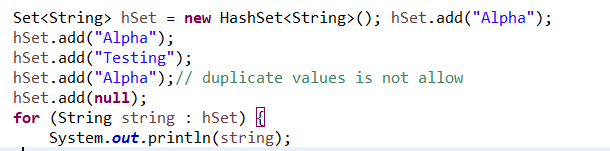 Set<String> hSet = new HashSet<String>(); hSet.add("Alpha");
hSet.add("Alpha");
hSet.add("Testing");
hSet.add("Alpha");// duplicate values is not allow
hSet.add(null);
for (String string : hSet) {
System.out.println(string);